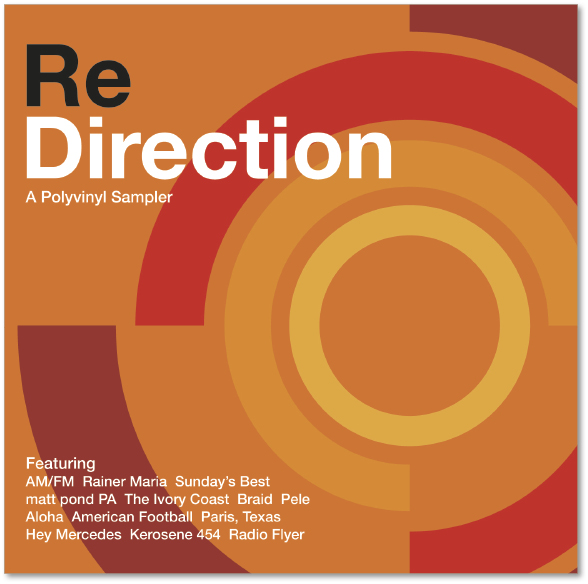 Re
Direction
A Polyvinyl Sampler
Featuring
AM/FM Rainer Maria Sunday's Best
matt pond PA The Ivory Coast Braid Pele
Aloha American Football Paris, Texas
Hey Mercedes Kerosene 454 Radio Flyer